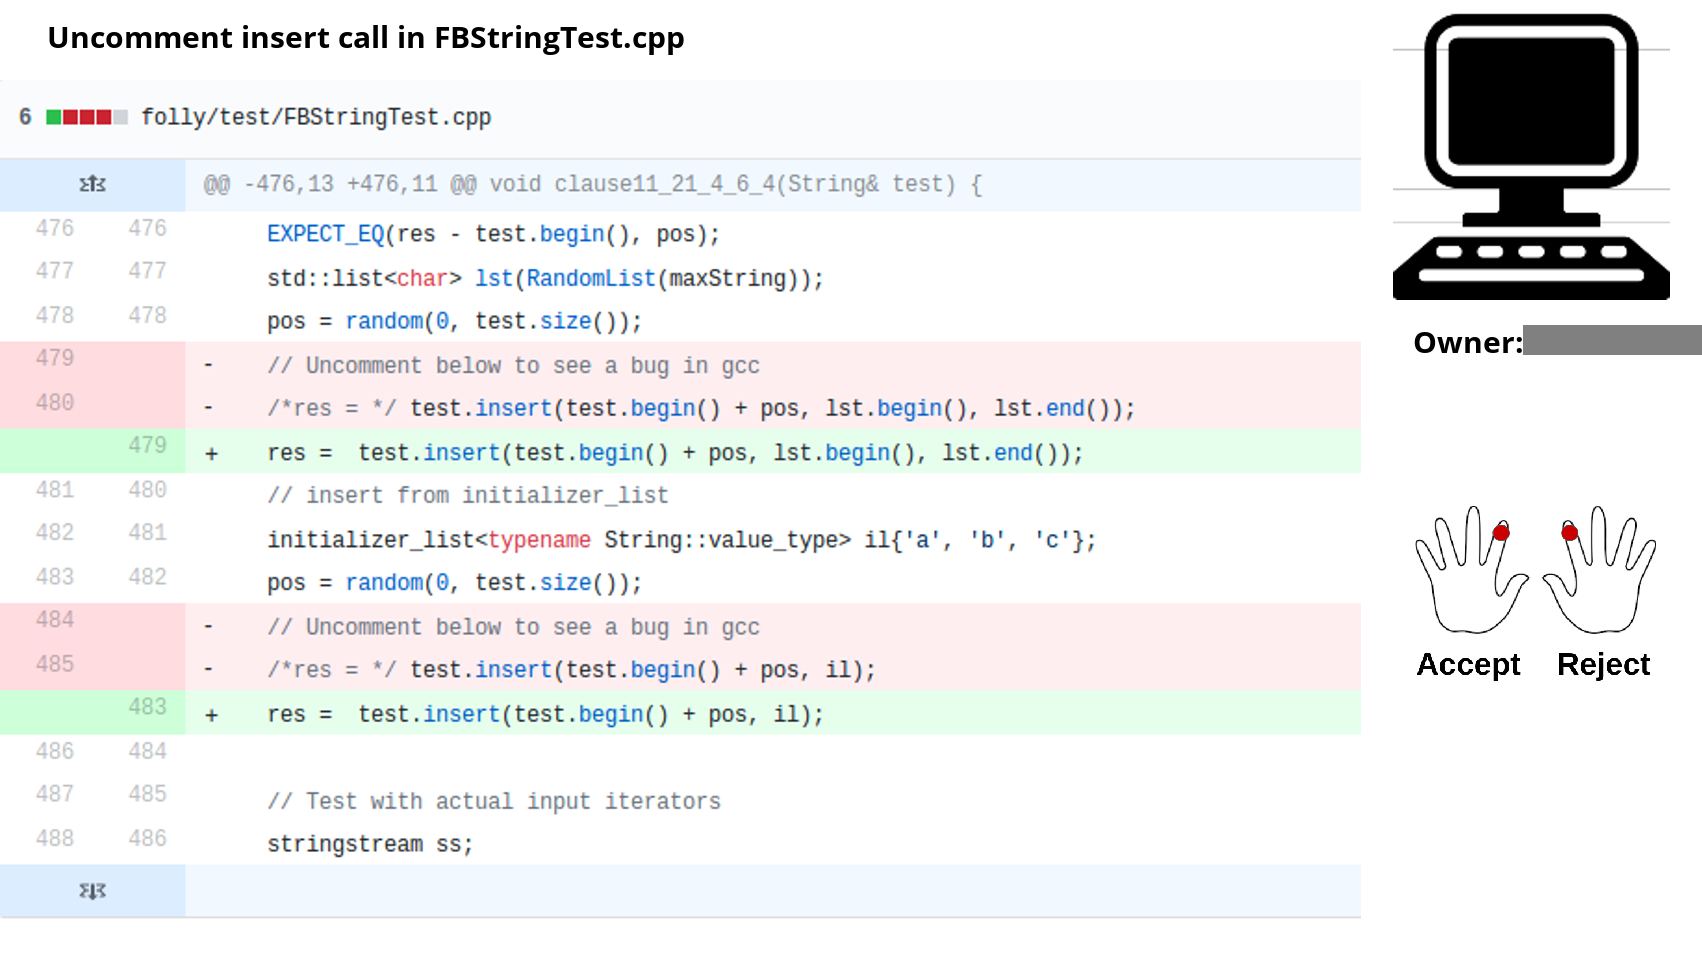 Uncomment insert call in FBStringTest.cpp
6 folly/test/FBStringTest.cpp
@@ -476,13 +476,11 @@ void clause11_21_4_6_4(String& test) {
476 476 EXPECT_EQ(res - test.begin(), pos);
477 477 std::list<char> lst(RandomList(maxString));
478 478 pos = random(0, test.size());
479 - // Uncomment below to see a bug in gcc
480 - /*res = */ test.insert(test.begin() + pos, lst.begin(), lst.end());
479 + res =  test.insert(test.begin() + pos, lst.begin(), lst.end());
481 480 // insert from initializer_list
482 481 initializer_list<typename String::value_type> il{'a', 'b', 'c'};
483 482 pos = random(0, test.size());
484 - // Uncomment below to see a bug in gcc
485 - /*res = */ test.insert(test.begin() + pos, il);
483 + res =  test.insert(test.begin() + pos, il);
486 484
487 485 // Test with actual input iterators
488 486 stringstream ss;
Owner:
Accept Reject